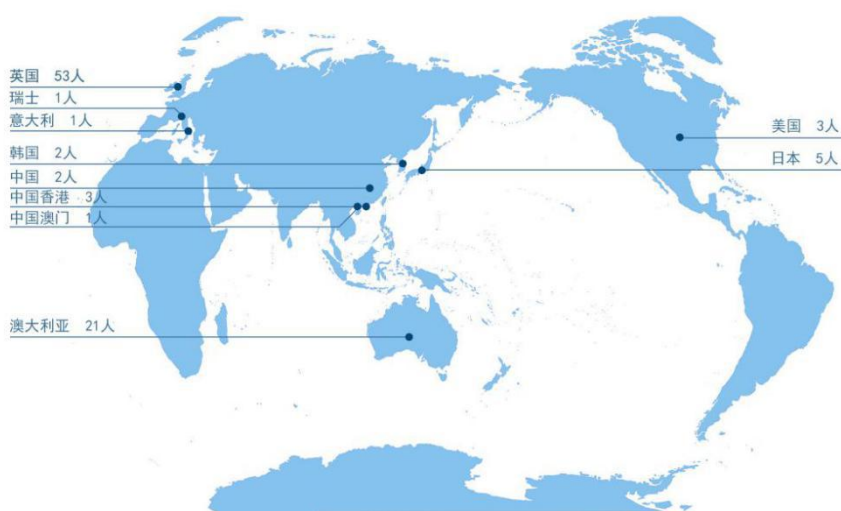 英国 53人
瑞士 1人
意大利 1人
美国 3人
韩国 2人
日本 5人
中国 2人
中国香港 3人
中国澳门 1人
澳大利亚 21人